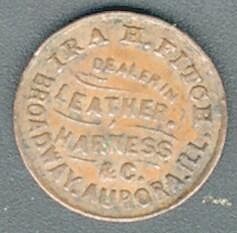 IRA H. FITCH
DEALER IN
LEATHER,
HARNESS
& C.
BROADWAY, AURORA, ILL,